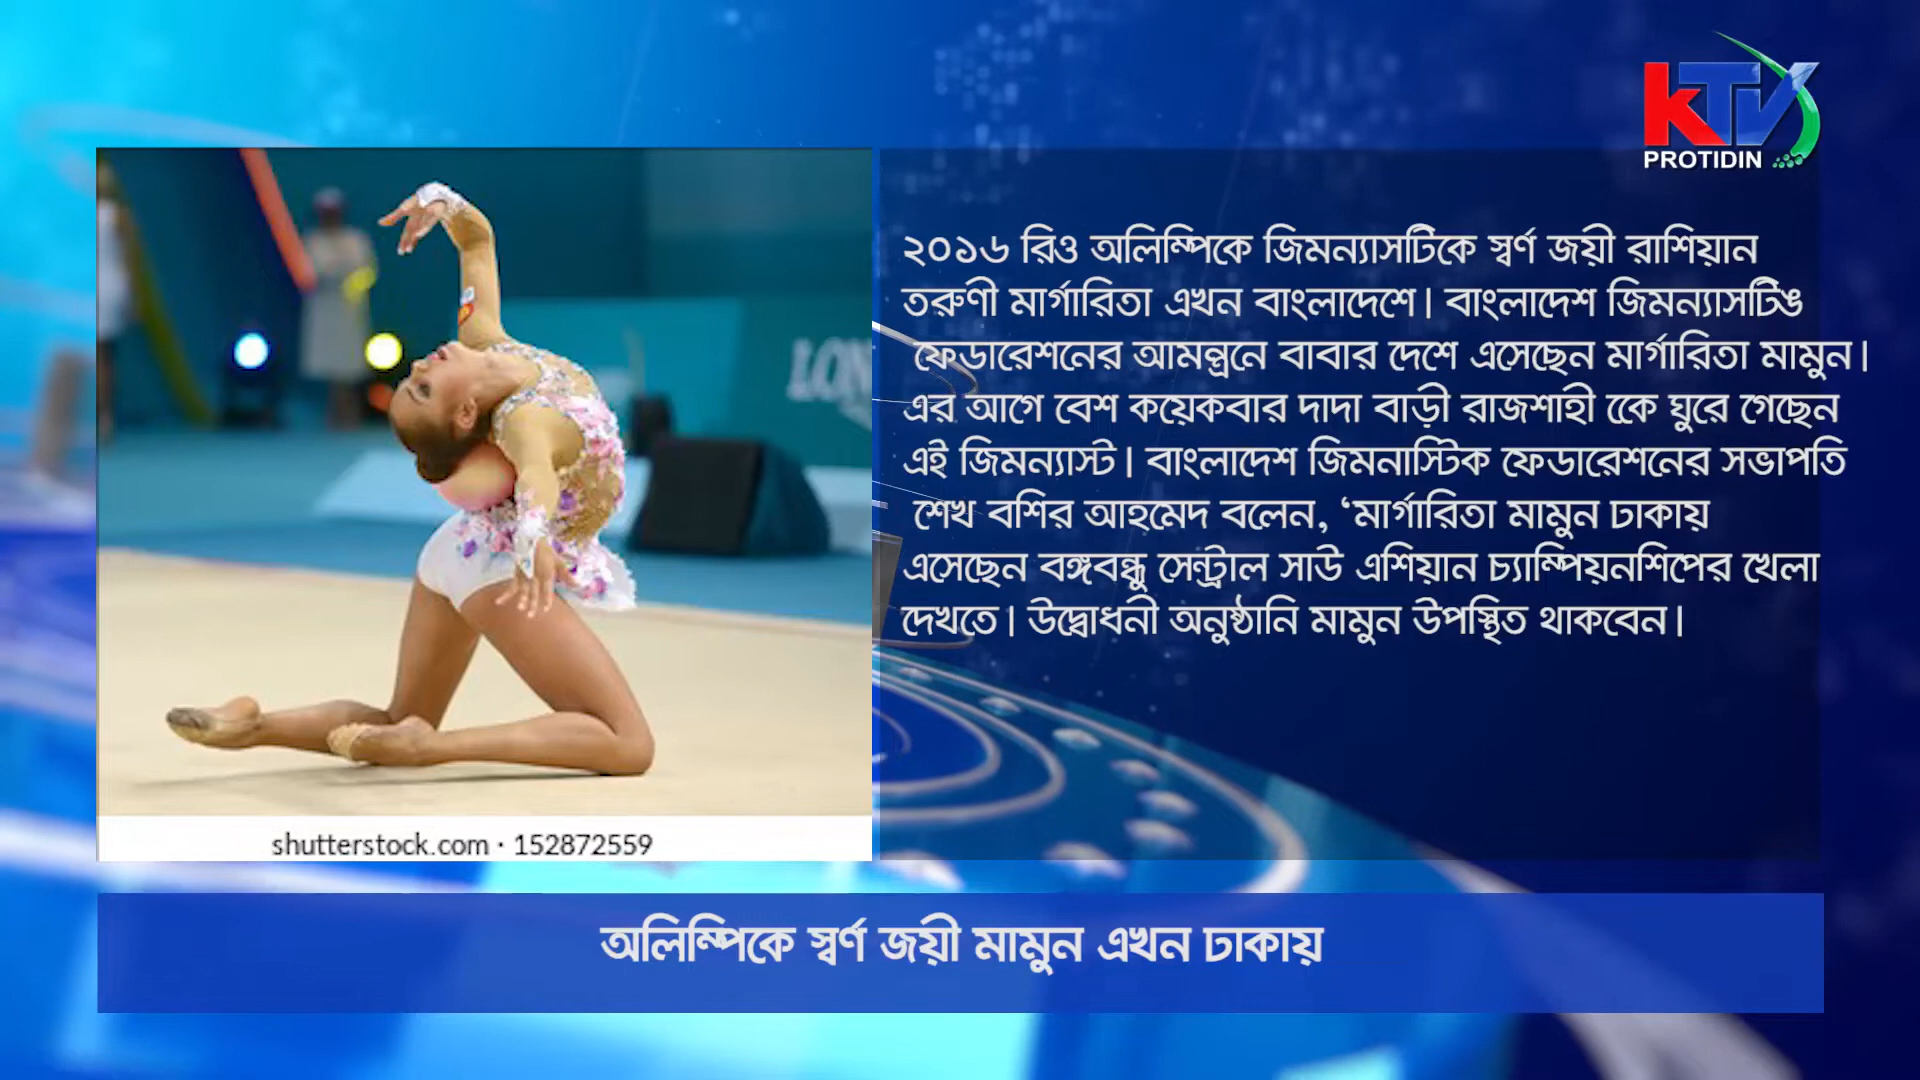 KTV
PROTIDIN
২০১৬ রিও অলিম্পিকে জিমন্যাসটিকে স্বর্ণ জয়ী রাশিয়ান
তরুণী মার্গারিতা এখন বাংলাদেশে। বাংলাদেশ জিমন্যাসটিঙ
ফেডারেশনের আমন্ত্রনে বাবার দেশে এসেছেন মার্গারিতা মামুন।
এর আগে বেশ কয়েকবার দাদা বাড়ী রাজশাহী কেে ঘুরে গেছেন
এই জিমন্যাস্ট। বাংলাদেশ জিমনাস্টিক ফেডারেশনের সভাপতি
শেখ বশির আহমেদ বলেন, ‘মার্গারিতা মামুন ঢাকায়
এসেছেন বঙ্গবন্ধু সেন্ট্রাল সাউ এশিয়ান চ্যাম্পিয়নশিপের খেলা
দেখতে। উদ্বোধনী অনুষ্ঠানি মামুন উপস্থিত থাকবেন।
LON
shutterstock.com · 152872559
অলিম্পিকে স্বর্ণ জয়ী মামুন এখন ঢাকায়